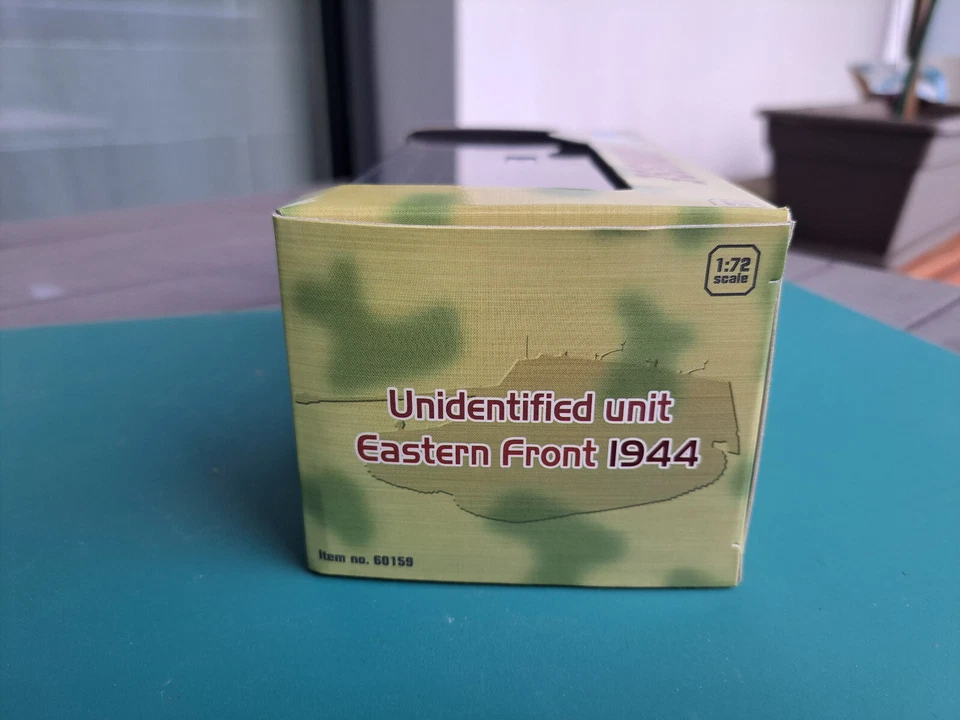 1:72
scale
Unidentified unit
Eastern Front 1944
Item no. 60159